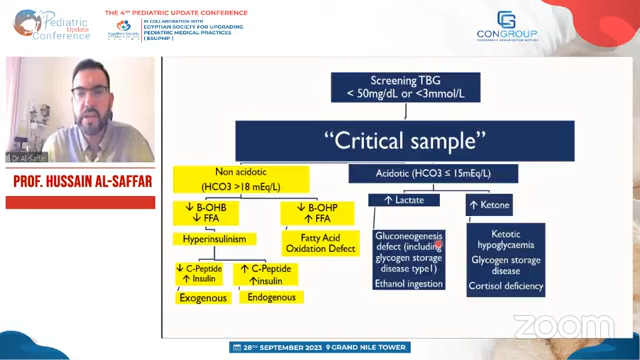 Pediatric
Update
Conference
THE 4TH PEDIATRIC UPDATE CONFERENCE
IN COLLABORATION WITH
EGYPTIAN SOCIETY FOR UPGRADING
PEDIATRIC MEDICAL PRACTICES
( ESUPMP )
CONGROUP
Dr Al-Saffar
PROF. HUSSAIN AL-SAFFAR
Screening TBG
< 50mg/dL or <3mmol/L
“Critical sample”
Non acidotic
(HCO3 >18 mEq/L)
Acidotic (HCO3 ≤ 15mEq/L)
↓ B-OHB
↓ FFA
↓ B-OHP
↑ FFA
↑ Lactate
↑ Ketone
Hyperinsulinism
Fatty Acid
Oxidation Defect
Gluconeogenesis
defect (including
glycogen storage
disease type1)
Ethanol ingestion
Ketotic
hypoglycaemia
Glycogen storage
disease
Cortisol deficiency
↓ C-Peptide
↑ Insulin
↑ C-Peptide
↑insulin
Exogenous
Endogenous
zoom
28TH SEPTEMBER 2023
GRAND NILE TOWER